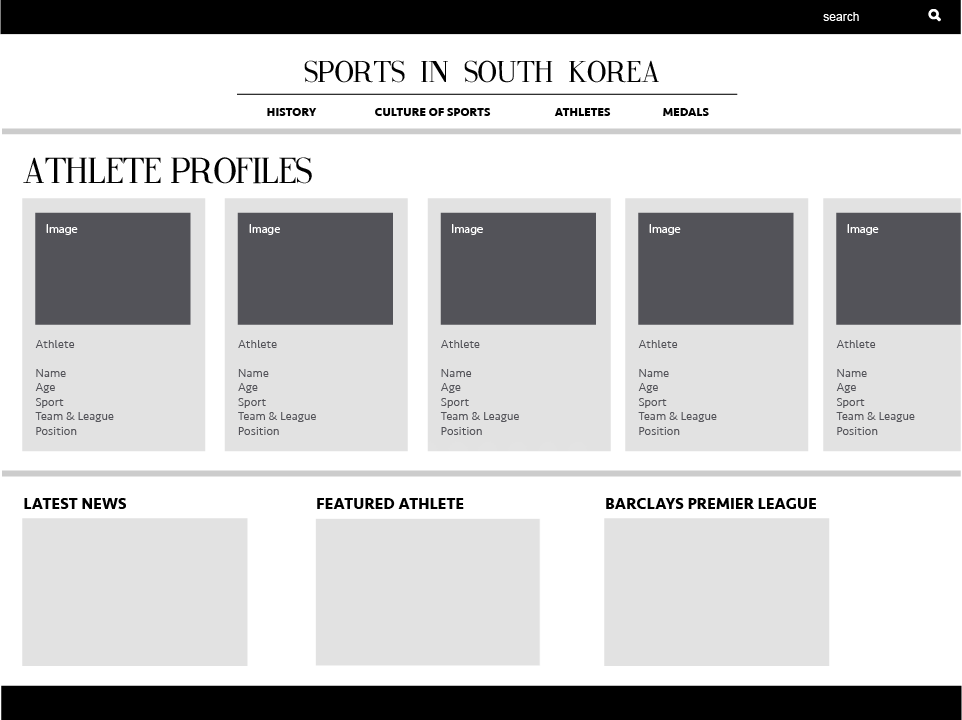 search
SPORTS IN SOUTH KOREA
HISTORY CULTURE OF SPORTS ATHLETES MEDALS
ATHLETE PROFILES
Image Image Image Image Image
Athlete Athlete Athlete Athlete Athlete
Name Name Name Name Name
Age Age Age Age Age
Sport Sport Sport Sport Sport
Team & League Team & League Team & League Team & League Team & League
Position Position Position Position Position
LATEST NEWS FEATURED ATHLETE BARCLAYS PREMIER LEAGUE